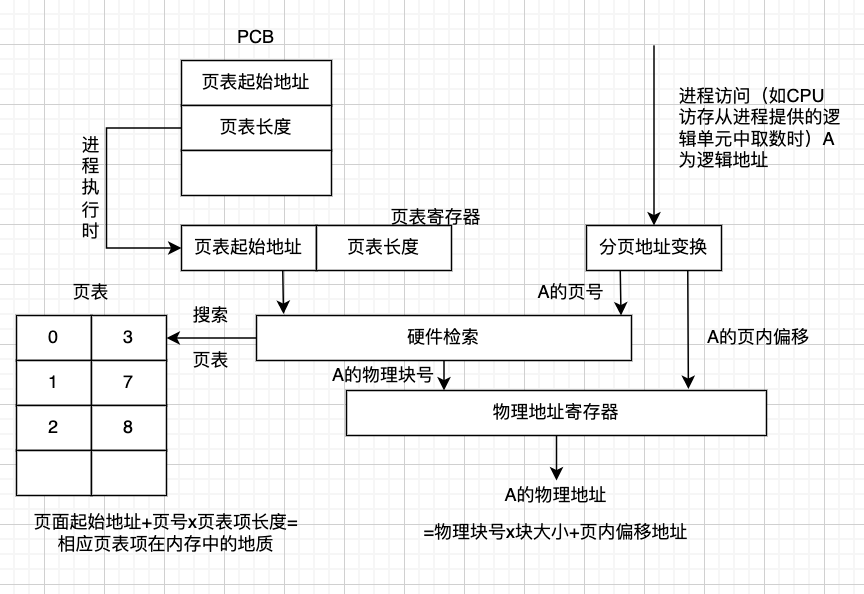 PCB
页表起始地址
页表长度
进程执行时
进程访问（如CPU
访存从进程提供的逻
辑单元中取数时）A
为逻辑地址
页表寄存器
页表起始地址
页表长度
分页地址变换
页表
搜索
页表
A的页号
硬件检索
A的页内偏移
0 3
1 7
2 8
A的物理块号
物理地址寄存器
A的物理地址
=物理块号x块大小+页内偏移地址
页面起始地址+页号x页表项长度=
相应页表项在内存中的地质